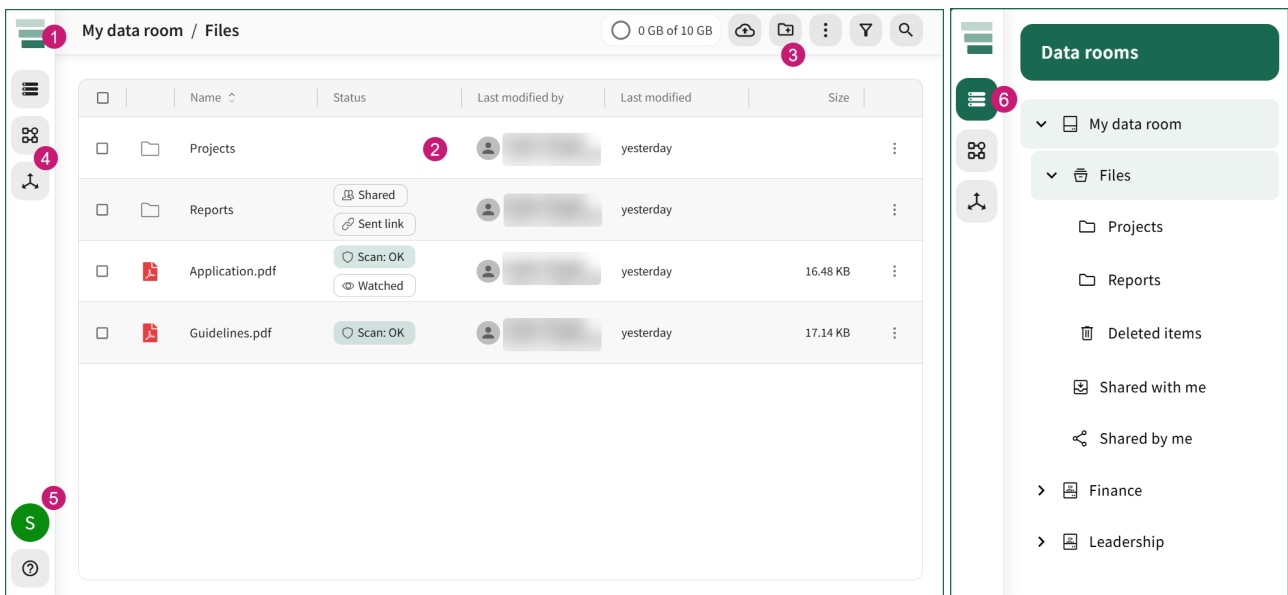 1
My data room / Files
0 GB of 10 GB
3
Name
Status
Last modified by
Last modified
Size
Projects
2
yesterday
Reports
Shared
Sent link
yesterday
Application.pdf
Scan: OK
Watched
yesterday
16.48 KB
Guidelines.pdf
Scan: OK
yesterday
17.14 KB
4
5
S
Data rooms
6
My data room
Files
Projects
Reports
Deleted items
Shared with me
Shared by me
Finance
Leadership